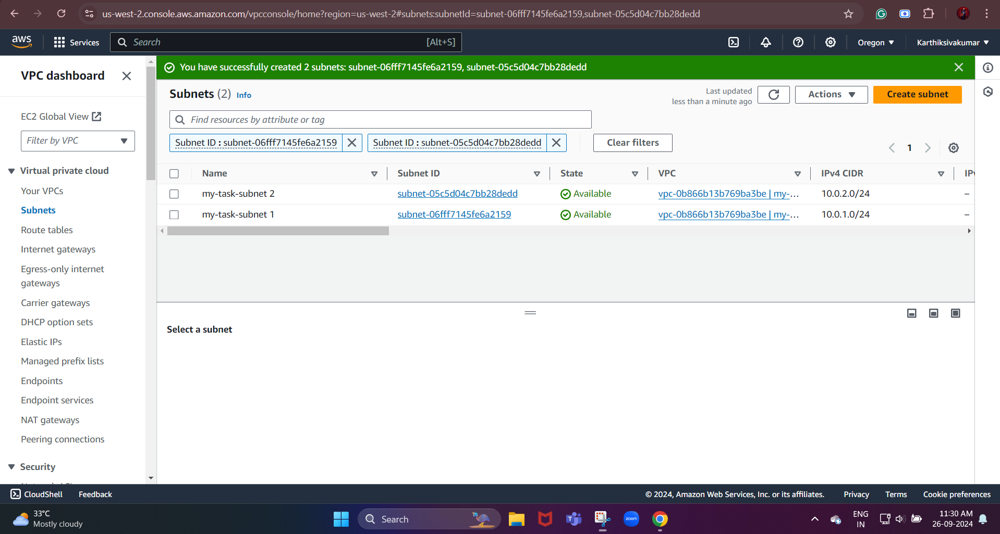 us-west-2.console.aws.amazon.com/vpcconsole/home?region=us-west-2#subnets:subnetId=subnet-06fff7145fe6a2159,subnet-05c5d04c7bb28dedd
aws
Services
Search
[Alt+S]
Oregon
Karthiksivakumar
VPC dashboard
EC2 Global View
Filter by VPC
Virtual private cloud
Your VPCs
Subnets
Route tables
Internet gateways
Egress-only internet
gateways
Carrier gateways
DHCP option sets
Elastic IPs
Managed prefix lists
Endpoints
Endpoint services
NAT gateways
Peering connections
Security
You have successfully created 2 subnets: subnet-06fff7145fe6a2159, subnet-05c5d04c7bb28dedd
Subnets (2) Info
Last updated
less than a minute ago
Actions
Create subnet
Find resources by attribute or tag
Subnet ID : subnet-06fff7145fe6a2159
Subnet ID : subnet-05c5d04c7bb28dedd
Clear filters
1
Name Subnet ID State VPC IPv4 CIDR
my-task-subnet 2 subnet-05c5d04c7bb28dedd Available vpc-0b866b13b769ba3be | my-... 10.0.2.0/24 –
my-task-subnet 1 subnet-06fff7145fe6a2159 Available vpc-0b866b13b769ba3be | my-... 10.0.1.0/24 –
Select a subnet
CloudShell Feedback
© 2024, Amazon Web Services, Inc. or its affiliates. Privacy Terms Cookie preferences
33°C
Mostly cloudy
Search
zoom
ENG
IN
11:30 AM
26-09-2024